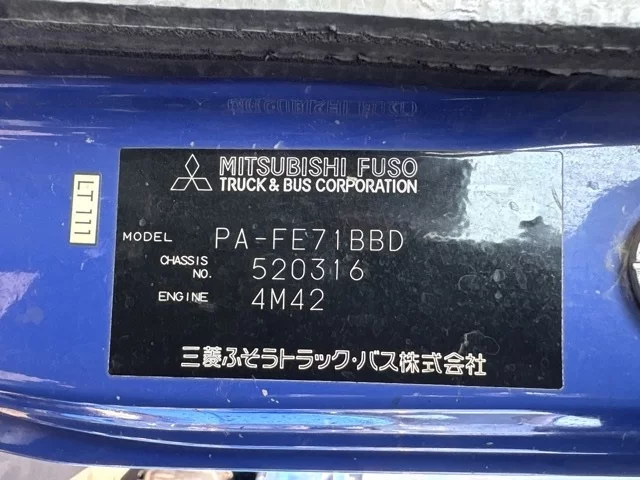 MITSUBISHI FUSO
TRUCK & BUS CORPORATION
LT111
MODEL PA-FE71BBD
CHASSIS NO. 520316
ENGINE 4M42
三菱ふそうトラック・バス株式会社